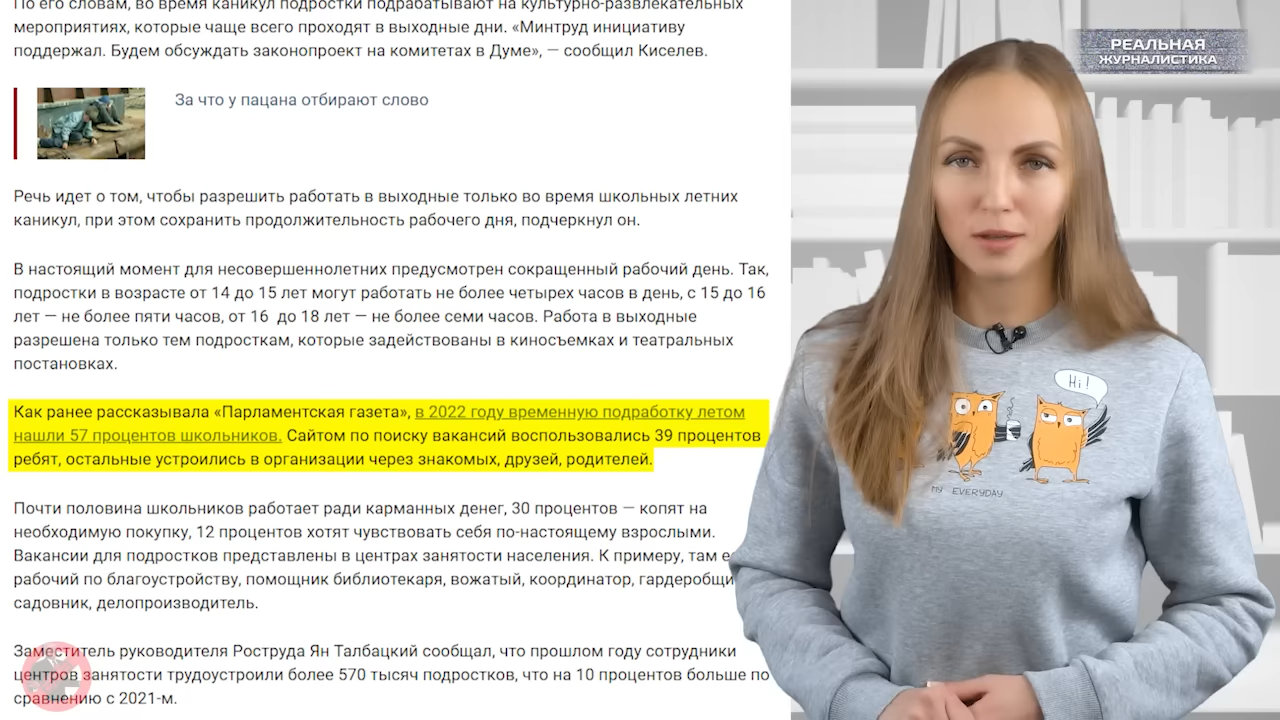 По его словам, во время каникул подростки подрабатывают на культурно-развлекательных
мероприятиях, которые чаще всего проходят в выходные дни. «Минтруд инициативу
поддержал. Будем обсуждать законопроект на комитетах в Думе», — сообщил Киселев.
За что у пацана отбирают слово
Речь идет о том, чтобы разрешить работать в выходные только во время школьных летних
каникул, при этом сохранить продолжительность рабочего дня, подчеркнул он.
В настоящий момент для несовершеннолетних предусмотрен сокращенный рабочий день. Так,
подростки в возрасте от 14 до 15 лет могут работать не более четырех часов в день, с 15 до 16
лет — не более пяти часов, от 16 до 18 лет — не более семи часов. Работа в выходные
разрешена только тем подросткам, которые задействованы в киносъемках и театральных
постановках.
Как ранее рассказывала «Парламентская газета», в 2022 году временную подработку летом
нашли 57 процентов школьников. Сайтом по поиску вакансий воспользовались 39 процентов
ребят, остальные устроились в организации через знакомых, друзей, родителей.
Почти половина школьников работает ради карманных денег, 30 процентов — копят на
необходимую покупку, 12 процентов хотят чувствовать себя по-настоящему взрослыми.
Вакансии для подростков представлены в центрах занятости населения. К примеру, там
рабочий по благоустройству, помощник библиотекаря, вожатый, координатор, гардеробщи
садовник, делопроизводитель.
Заместитель руководителя Роструда Ян Талбацкий сообщал, что прошлом году сотрудники
центров занятости трудоустроили более 570 тысяч подростков, что на 10 процентов больше по
сравнению с 2021-м.
РЕАЛЬНАЯ
ЖУРНАЛИСТИКА
Hi!
MY EVERYDAY